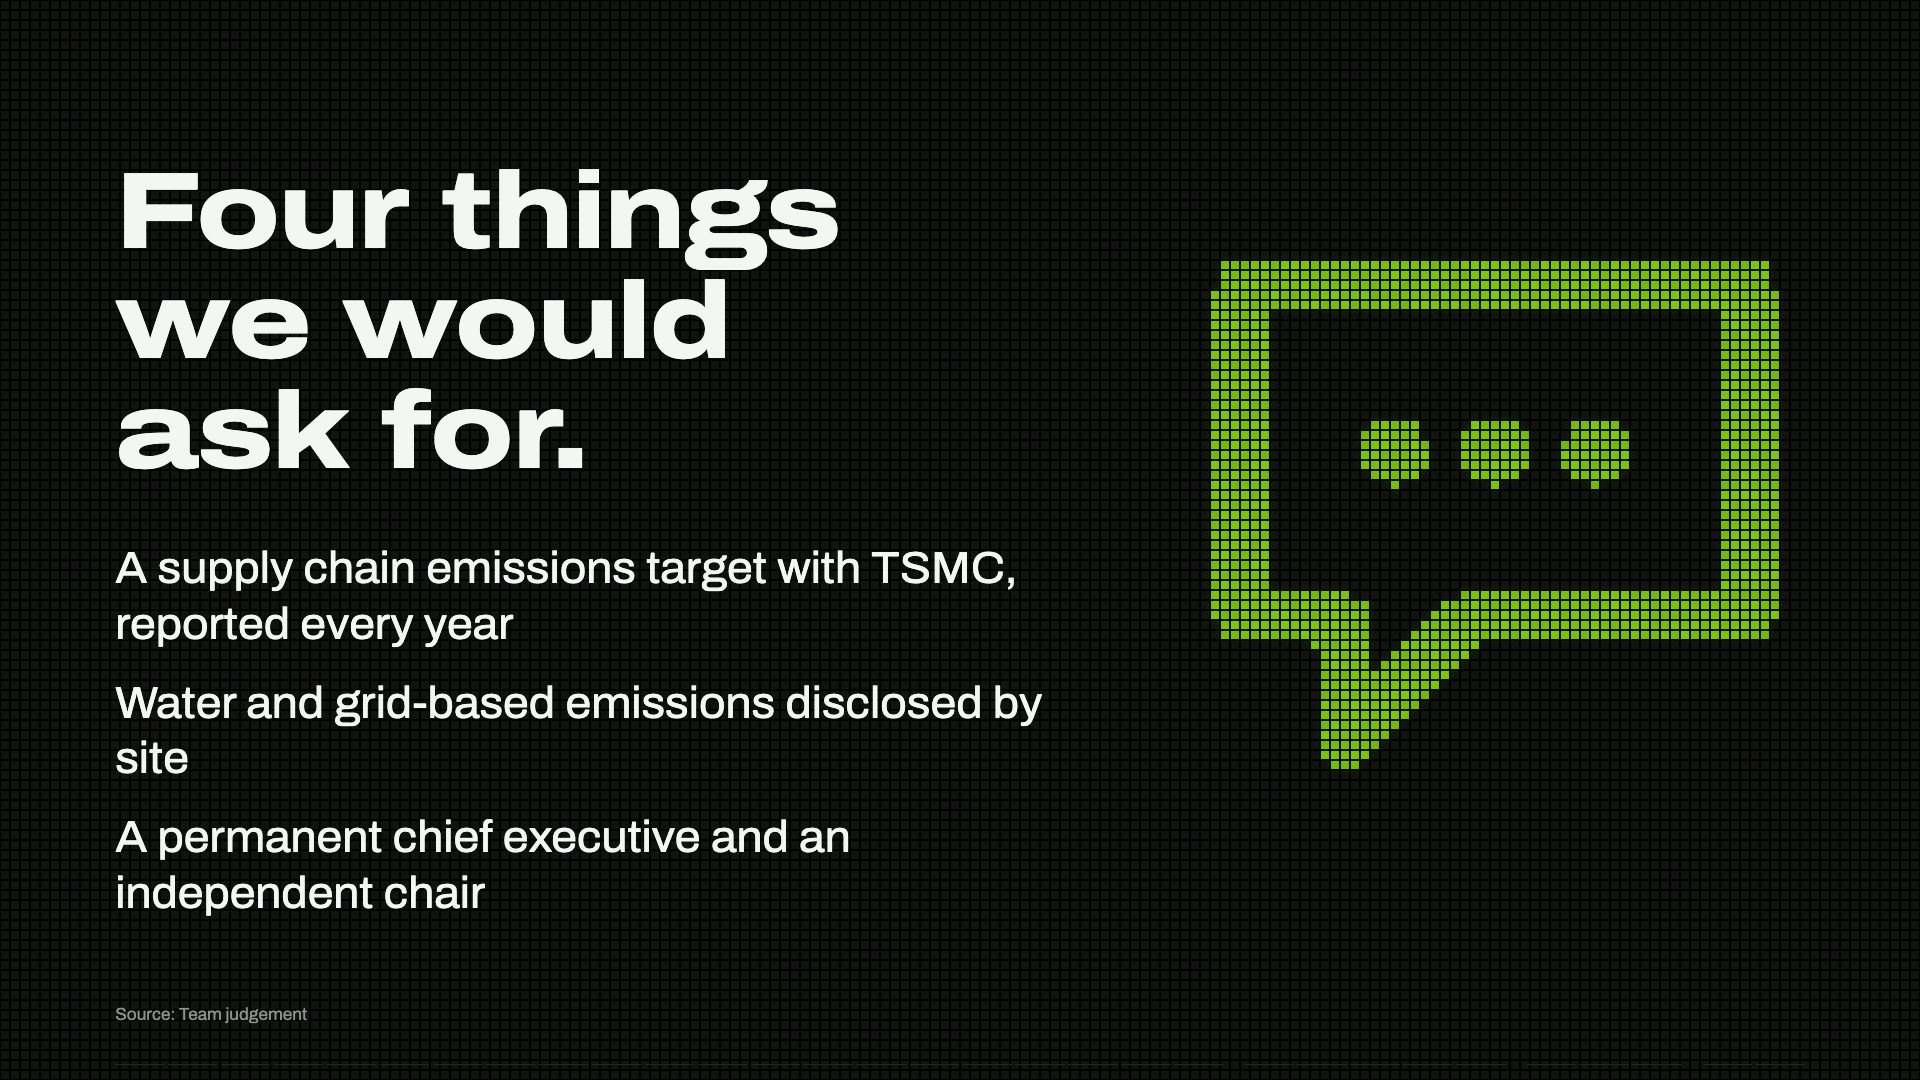 Four things
we would
ask for.
A supply chain emissions target with TSMC,
reported every year
Water and grid-based emissions disclosed by
site
A permanent chief executive and an
independent chair
Source: Team judgement